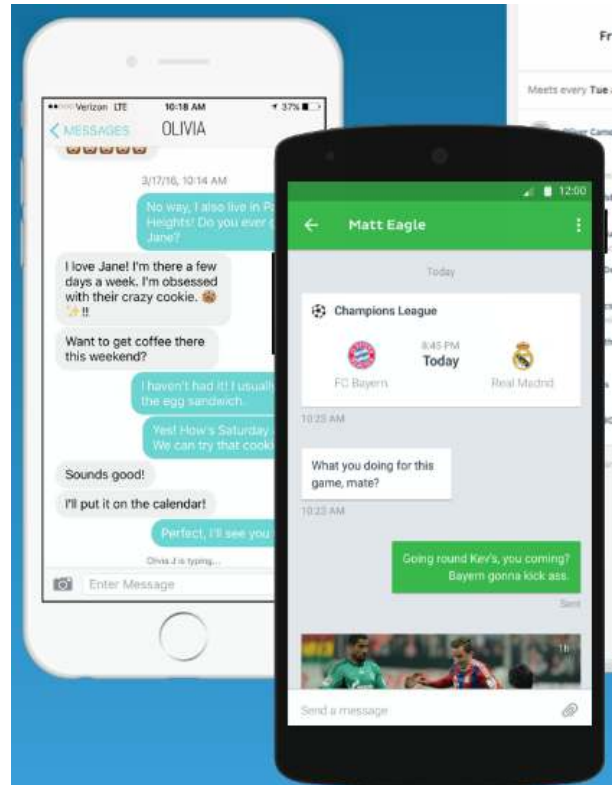 Verizon LTE 10:18 AM 37%
MESSAGES OLIVIA
3/17/16, 10:14 AM
No way, I also live in
Heights! Do you ever
Jane?
I love Jane! I'm there a few
days a week. I'm obsessed
with their crazy cookie.
!!
Want to get coffee there
this weekend?
I haven't had it! I usually
the egg sandwich.
Yes! How's Saturday
We can try that
Sounds good!
I'll put it on the calendar!
Perfect, I'll see you
Olivia J is typing...
Enter Message
12:00
Matt Eagle
Today
Champions League
8:45 PM
Today
FC Bayern Real Madrid
10:23 AM
What you doing for this
game, mate?
10:23 AM
Going round Kev's, you coming?
Bayern gonna kick ass.
Sent
16
Send a message
Meets every Tue